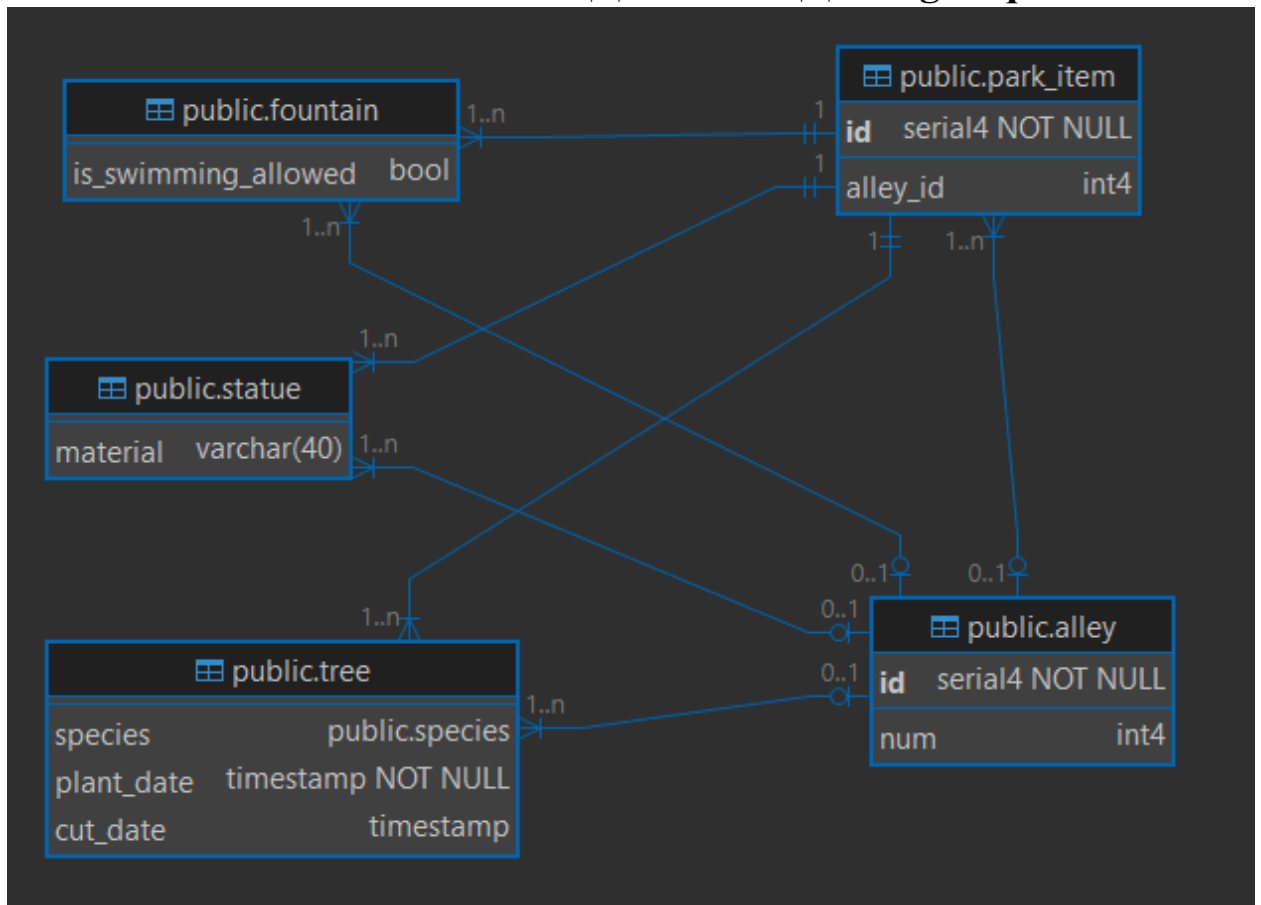 public.fountain
is_swimming_allowed bool
1..n
1..n
public.park_item
id serial4 NOT NULL
alley_id int4
1
1
1
1..n
public.statue
material varchar(40)
1..n
1..n
public.tree
species public.species
plant_date timestamp NOT NULL
cut_date timestamp
1..n
1..n
public.alley
id serial4 NOT NULL
num int4
0..1
0..1
0..1
0..1